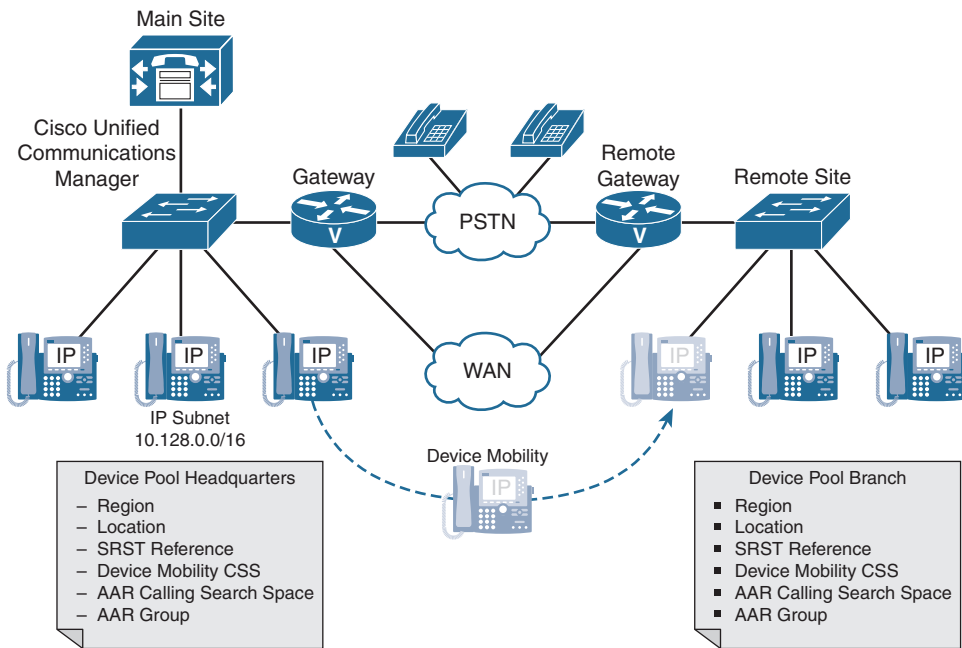 Main Site
Cisco Unified
Communications
Manager
Gateway
PSTN
Remote
Gateway
Remote Site
V
V
IP
IP
IP
WAN
IP
IP
IP
IP Subnet
10.128.0.0/16
Device Mobility
IP
Device Pool Headquarters
– Region
– Location
– SRST Reference
– Device Mobility CSS
– AAR Calling Search Space
– AAR Group
Device Pool Branch
▪ Region
▪ Location
▪ SRST Reference
▪ Device Mobility CSS
▪ AAR Calling Search Space
▪ AAR Group